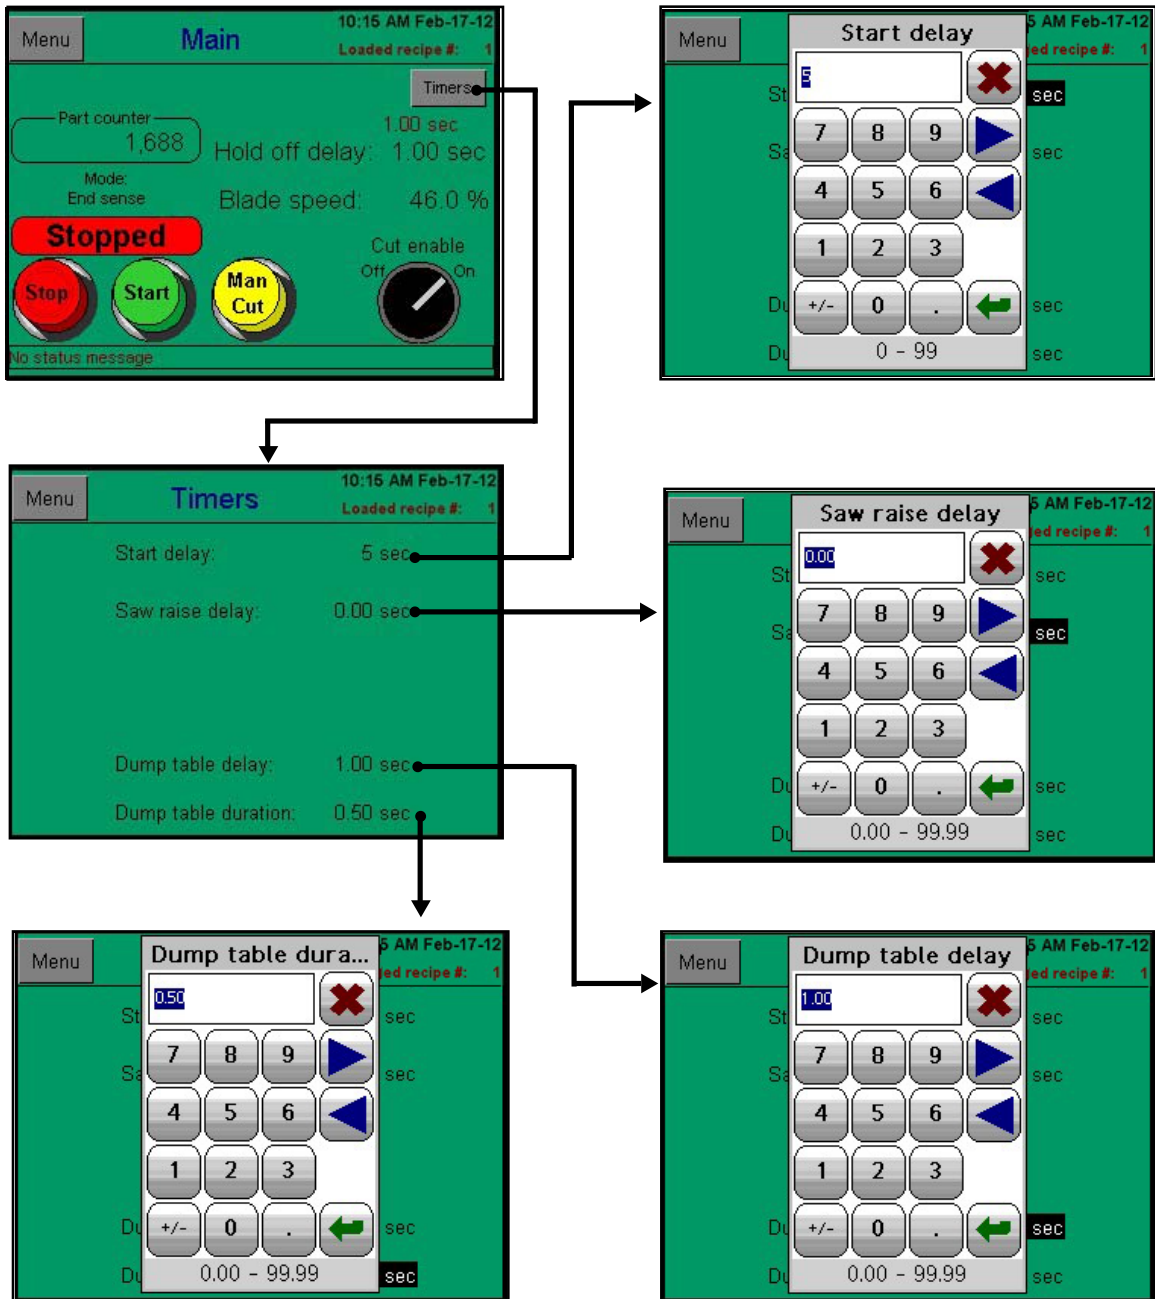 Menu
Main
10:15 AM Feb-17-12
Loaded recipe #: 1
Timers
Part counter
1,688
1.00 sec
Hold off delay: 1.00 sec
Mode:
End sense
Blade speed: 46.0 %
Stopped
Cut enable
Off On
Stop
Start
Man
Cut
No status message
Menu
Start delay
5 AM Feb-17-12
ded recipe #: 1
5
St sec
7 8 9
Sa sec
4 5 6
1 2 3
Du +/- 0 . sec
Du 0 - 99 sec
Menu
Timers
10:15 AM Feb-17-12
Loaded recipe #: 1
Start delay: 5 sec
Saw raise delay: 0.00 sec
Dump table delay: 1.00 sec
Dump table duration: 0.50 sec
Menu
Saw raise delay
5 AM Feb-17-12
ded recipe #: 1
0.00
St sec
7 8 9
Sa sec
4 5 6
1 2 3
Du +/- 0 . sec
Du 0.00 - 99.99 sec
Menu
Dump table dura...
5 AM Feb-17-12
ded recipe #: 1
0.50
St sec
7 8 9
Sa sec
4 5 6
1 2 3
Du +/- 0 . sec
Du 0.00 - 99.99 sec
Menu
Dump table delay
5 AM Feb-17-12
ded recipe #: 1
1.00
St sec
7 8 9
Sa sec
4 5 6
1 2 3
Du +/- 0 . sec
Du 0.00 - 99.99 sec